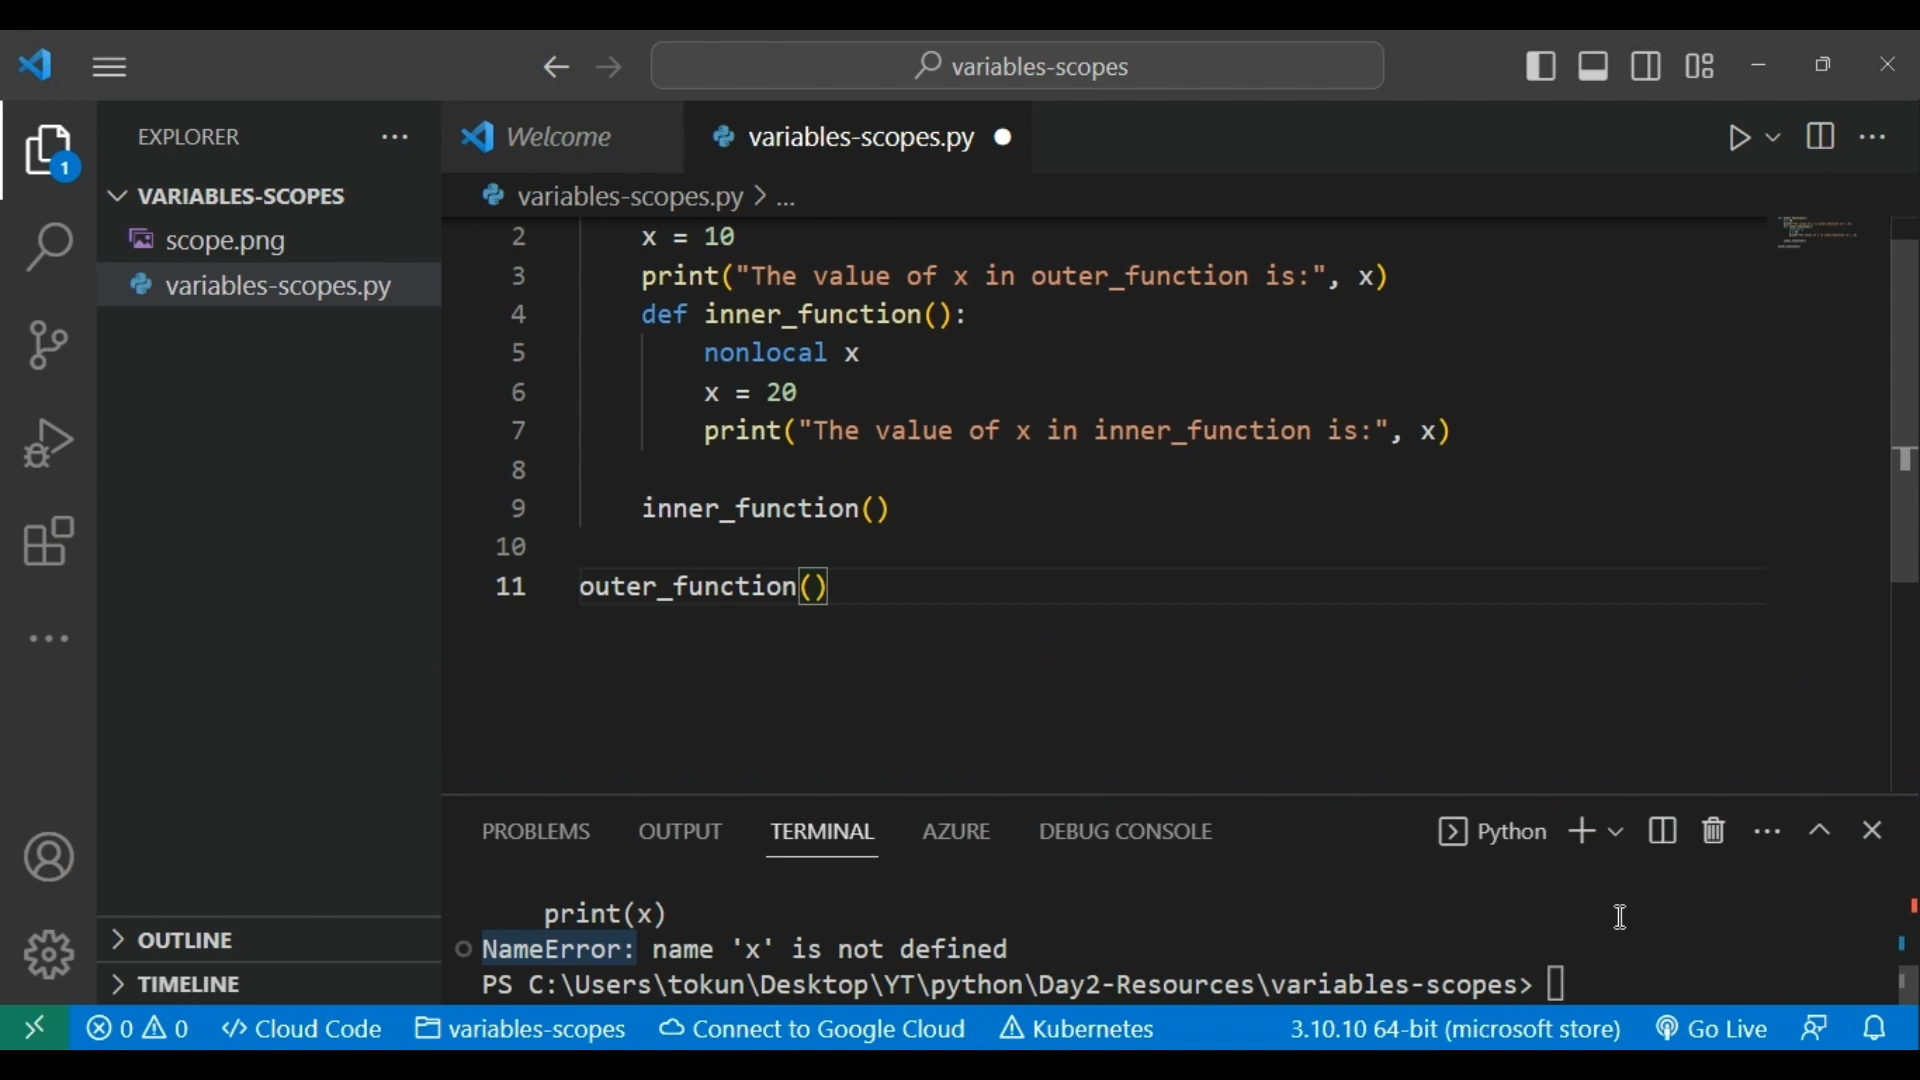 variables-scopes
EXPLORER ...
Welcome
variables-scopes.py
1
VARIABLES-SCOPES
variables-scopes.py > ...
scope.png
variables-scopes.py
2 x = 10
3 print("The value of x in outer_function is:", x)
4 def inner_function():
5 nonlocal x
6 x = 20
7 print("The value of x in inner_function is:", x)
8
9 inner_function()
10
11 outer_function()
PROBLEMS OUTPUT TERMINAL AZURE DEBUG CONSOLE
Python
print(x)
NameError: name 'x' is not defined
PS C:\Users\tokun\Desktop\YT\python\Day2-Resources\variables-scopes>
OUTLINE
TIMELINE
0 0 </> Cloud Code variables-scopes Connect to Google Cloud Kubernetes 3.10.10 64-bit (microsoft store) Go Live